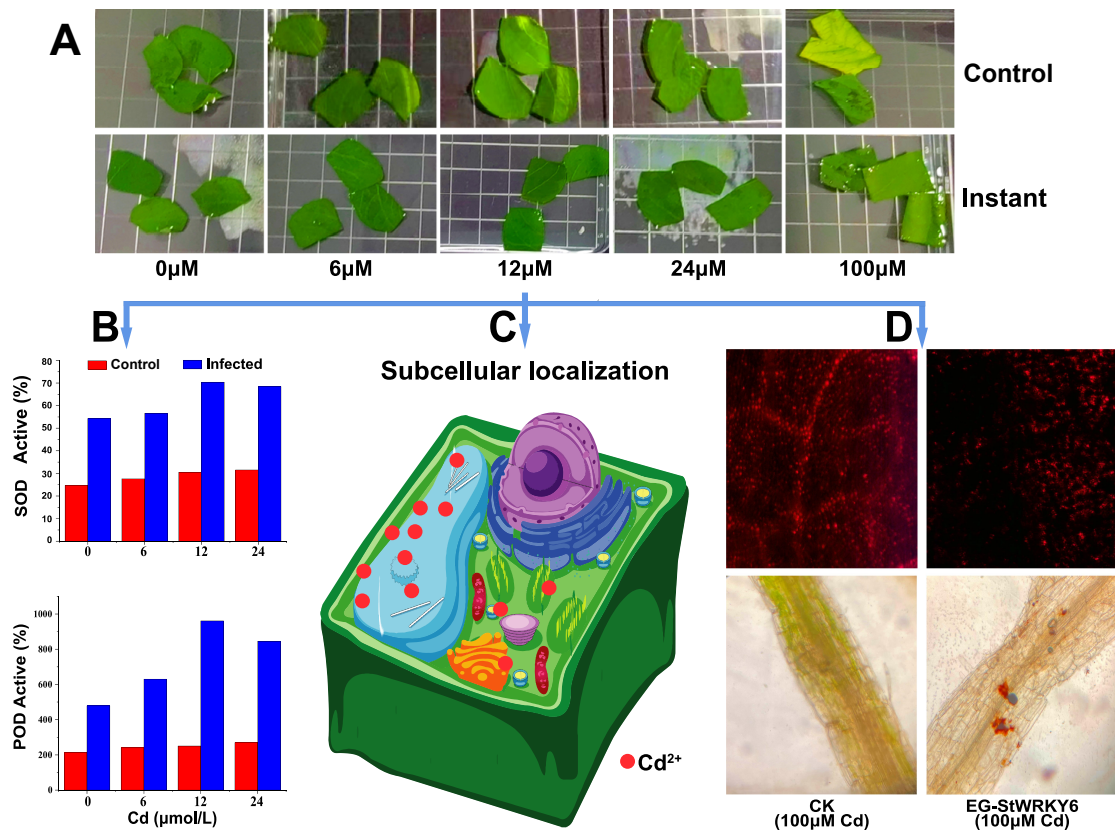 A
Control
Instant
0μM
6μM
12μM
24μM
100μM
B
C
D
Control
Infected
SOD Active (%)
80
70
60
50
40
30
20
10
0
0
6
12
24
POD Active (%)
1000
800
600
400
200
0
0
6
12
24
Cd (μmol/L)
Subcellular localization
Cd²⁺
CK
(100μM Cd)
EG-StWRKY6
(100μM Cd)